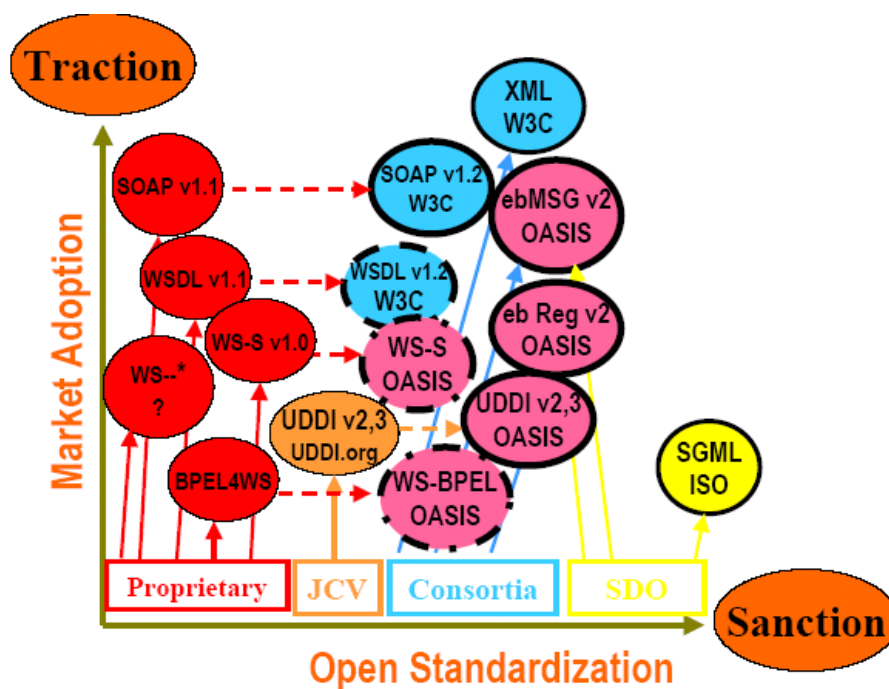 Traction
XML
W3C
SOAP v1.1
SOAP v1.2
W3C
ebMSG v2
OASIS
WSDL v1.1
WSDL v1.2
W3C
WS-S v1.0
eb Reg v2
OASIS
WS--*
?
WS-S
OASIS
UDDI v2,3
UDDI.org
UDDI v2,3
OASIS
SGML
ISO
BPEL4WS
WS-BPEL
OASIS
Market Adoption
Proprietary
JCV
Consortia
SDO
Sanction
Open Standardization